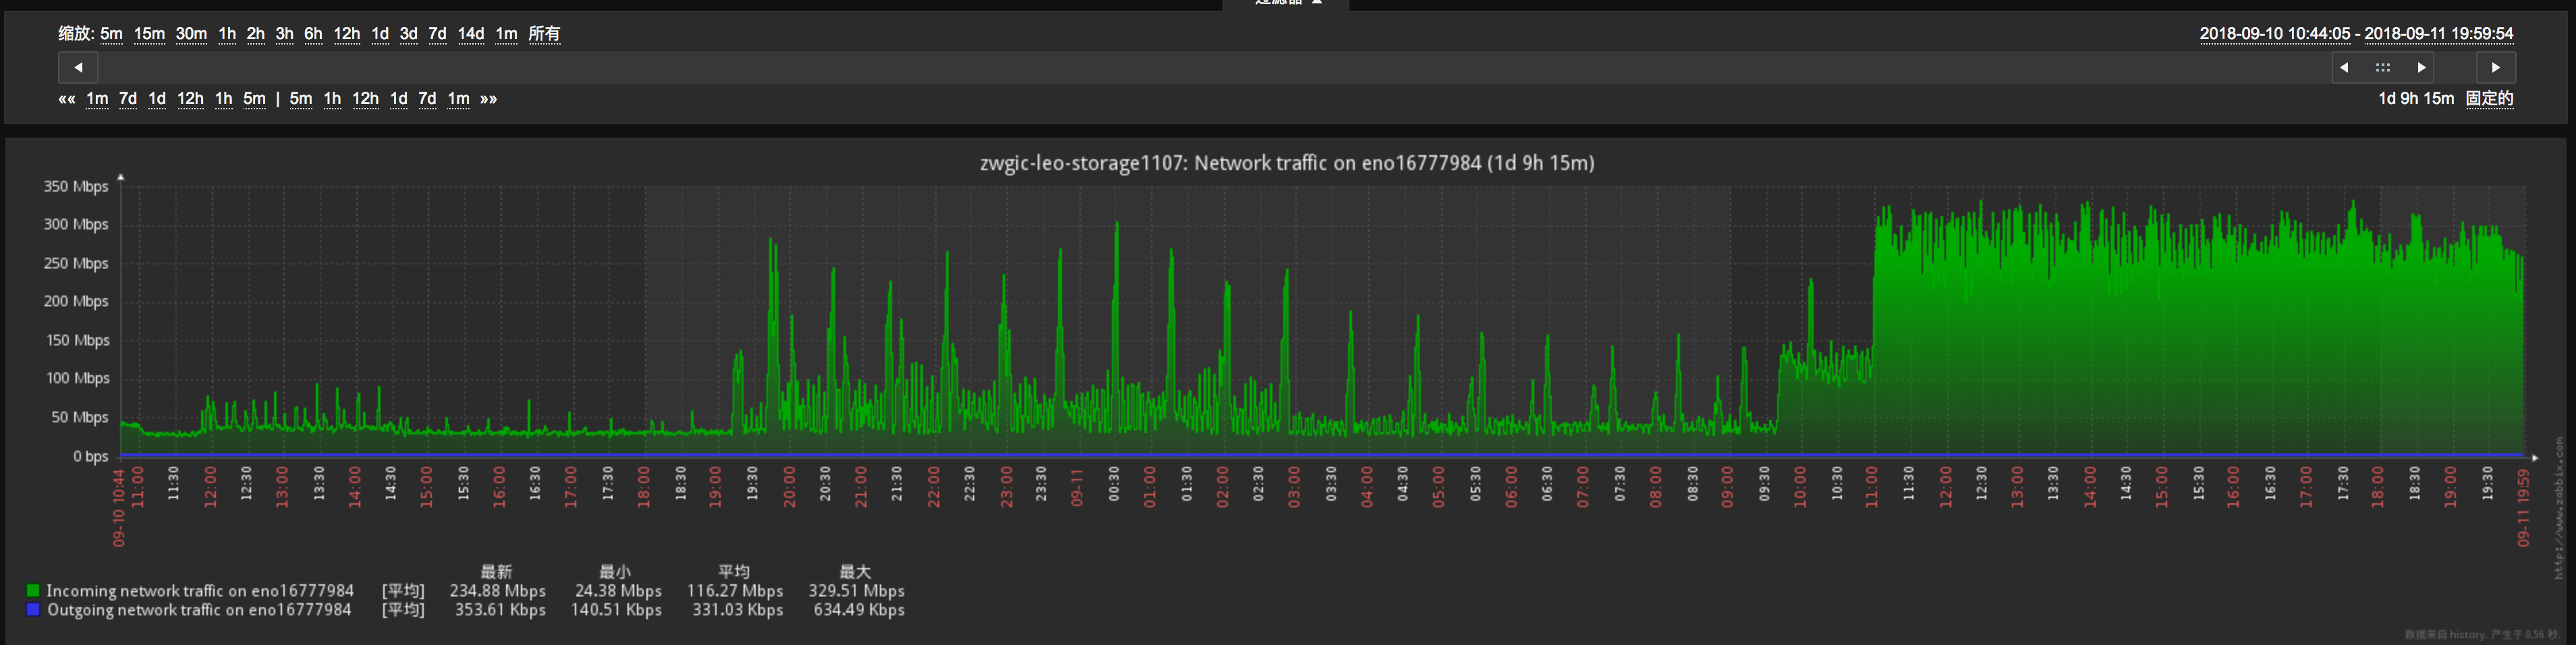 过滤器 ▲
缩放: 5m 15m 30m 1h 2h 3h 6h 12h 1d 3d 7d 14d 1m 所有
2018-09-10 10:44:05 - 2018-09-11 19:59:54
«« 1m 7d 1d 12h 1h 5m | 5m 1h 12h 1d 7d 1m »»
1d 9h 15m 固定的
zwgic-leo-storage1107: Network traffic on eno16777984 (1d 9h 15m)
350 Mbps
300 Mbps
250 Mbps
200 Mbps
150 Mbps
100 Mbps
50 Mbps
0 bps
09-10 10:44 11:00 11:30 12:00 12:30 13:00 13:30 14:00 14:30 15:00 15:30 16:00 16:30 17:00 17:30 18:00 18:30 19:00 19:30 20:00 20:30 21:00 21:30 22:00 22:30 23:00 23:30 09-11 00:30 01:00 01:30 02:00 02:30 03:00 03:30 04:00 04:30 05:00 05:30 06:00 06:30 07:00 07:30 08:00 08:30 09:00 09:30 10:00 10:30 11:00 11:30 12:00 12:30 13:00 13:30 14:00 14:30 15:00 15:30 16:00 16:30 17:00 17:30 18:00 18:30 19:00 19:30 09-11 19:59
http://www.zabbix.com
最新 最小 平均 最大
Incoming network traffic on eno16777984 [平均] 234.88 Mbps 24.38 Mbps 116.27 Mbps 329.51 Mbps
Outgoing network traffic on eno16777984 [平均] 353.61 Kbps 140.51 Kbps 331.03 Kbps 634.49 Kbps
数据来自 history. 产生于 0.56 秒.